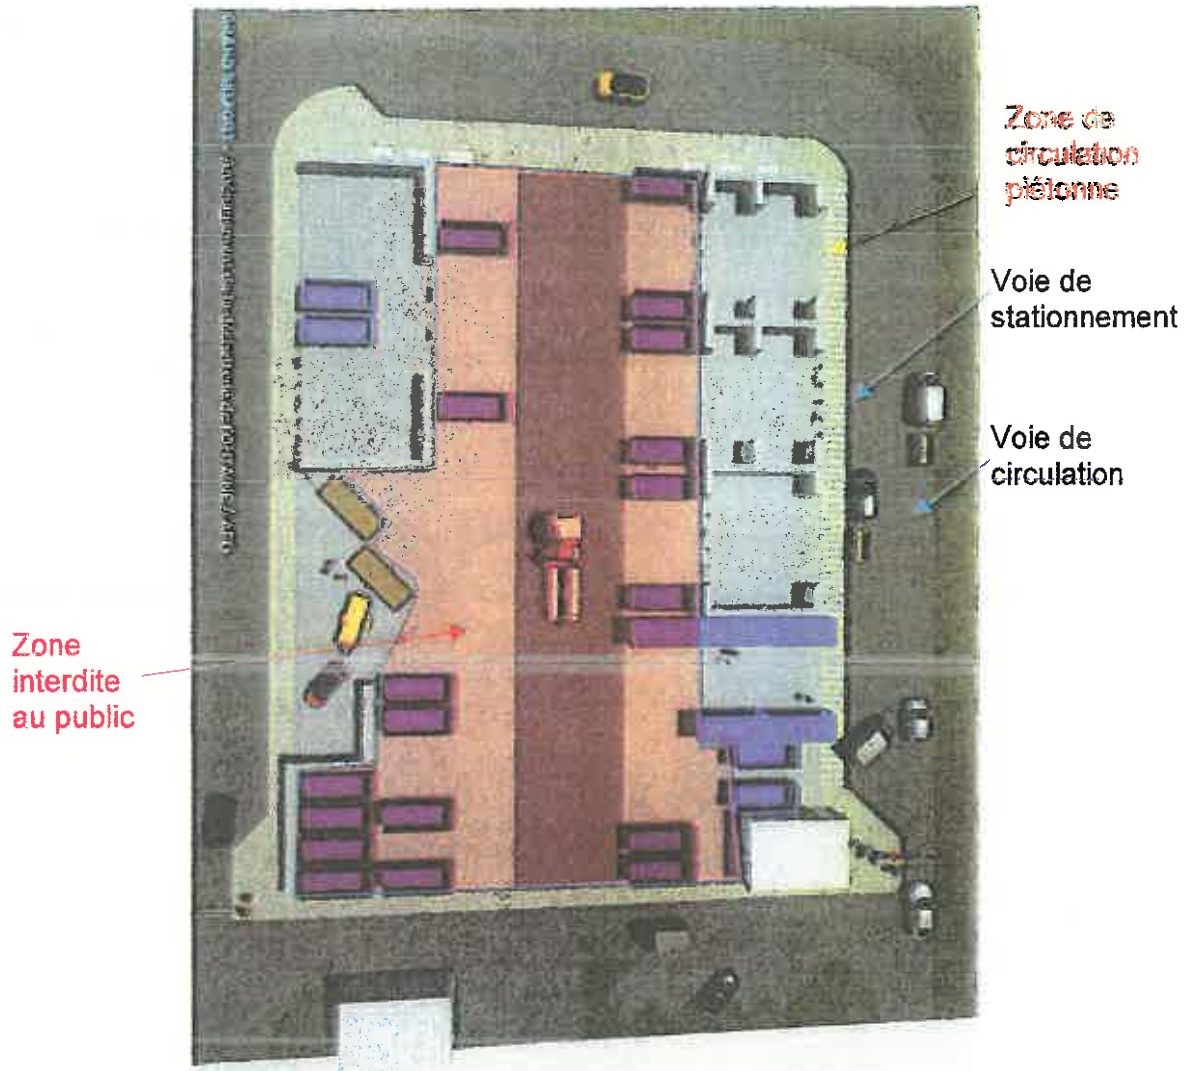 Zone de
circulation
piétonne
Voie de
stationnement
Voie de
circulation
Zone
interdite
au public